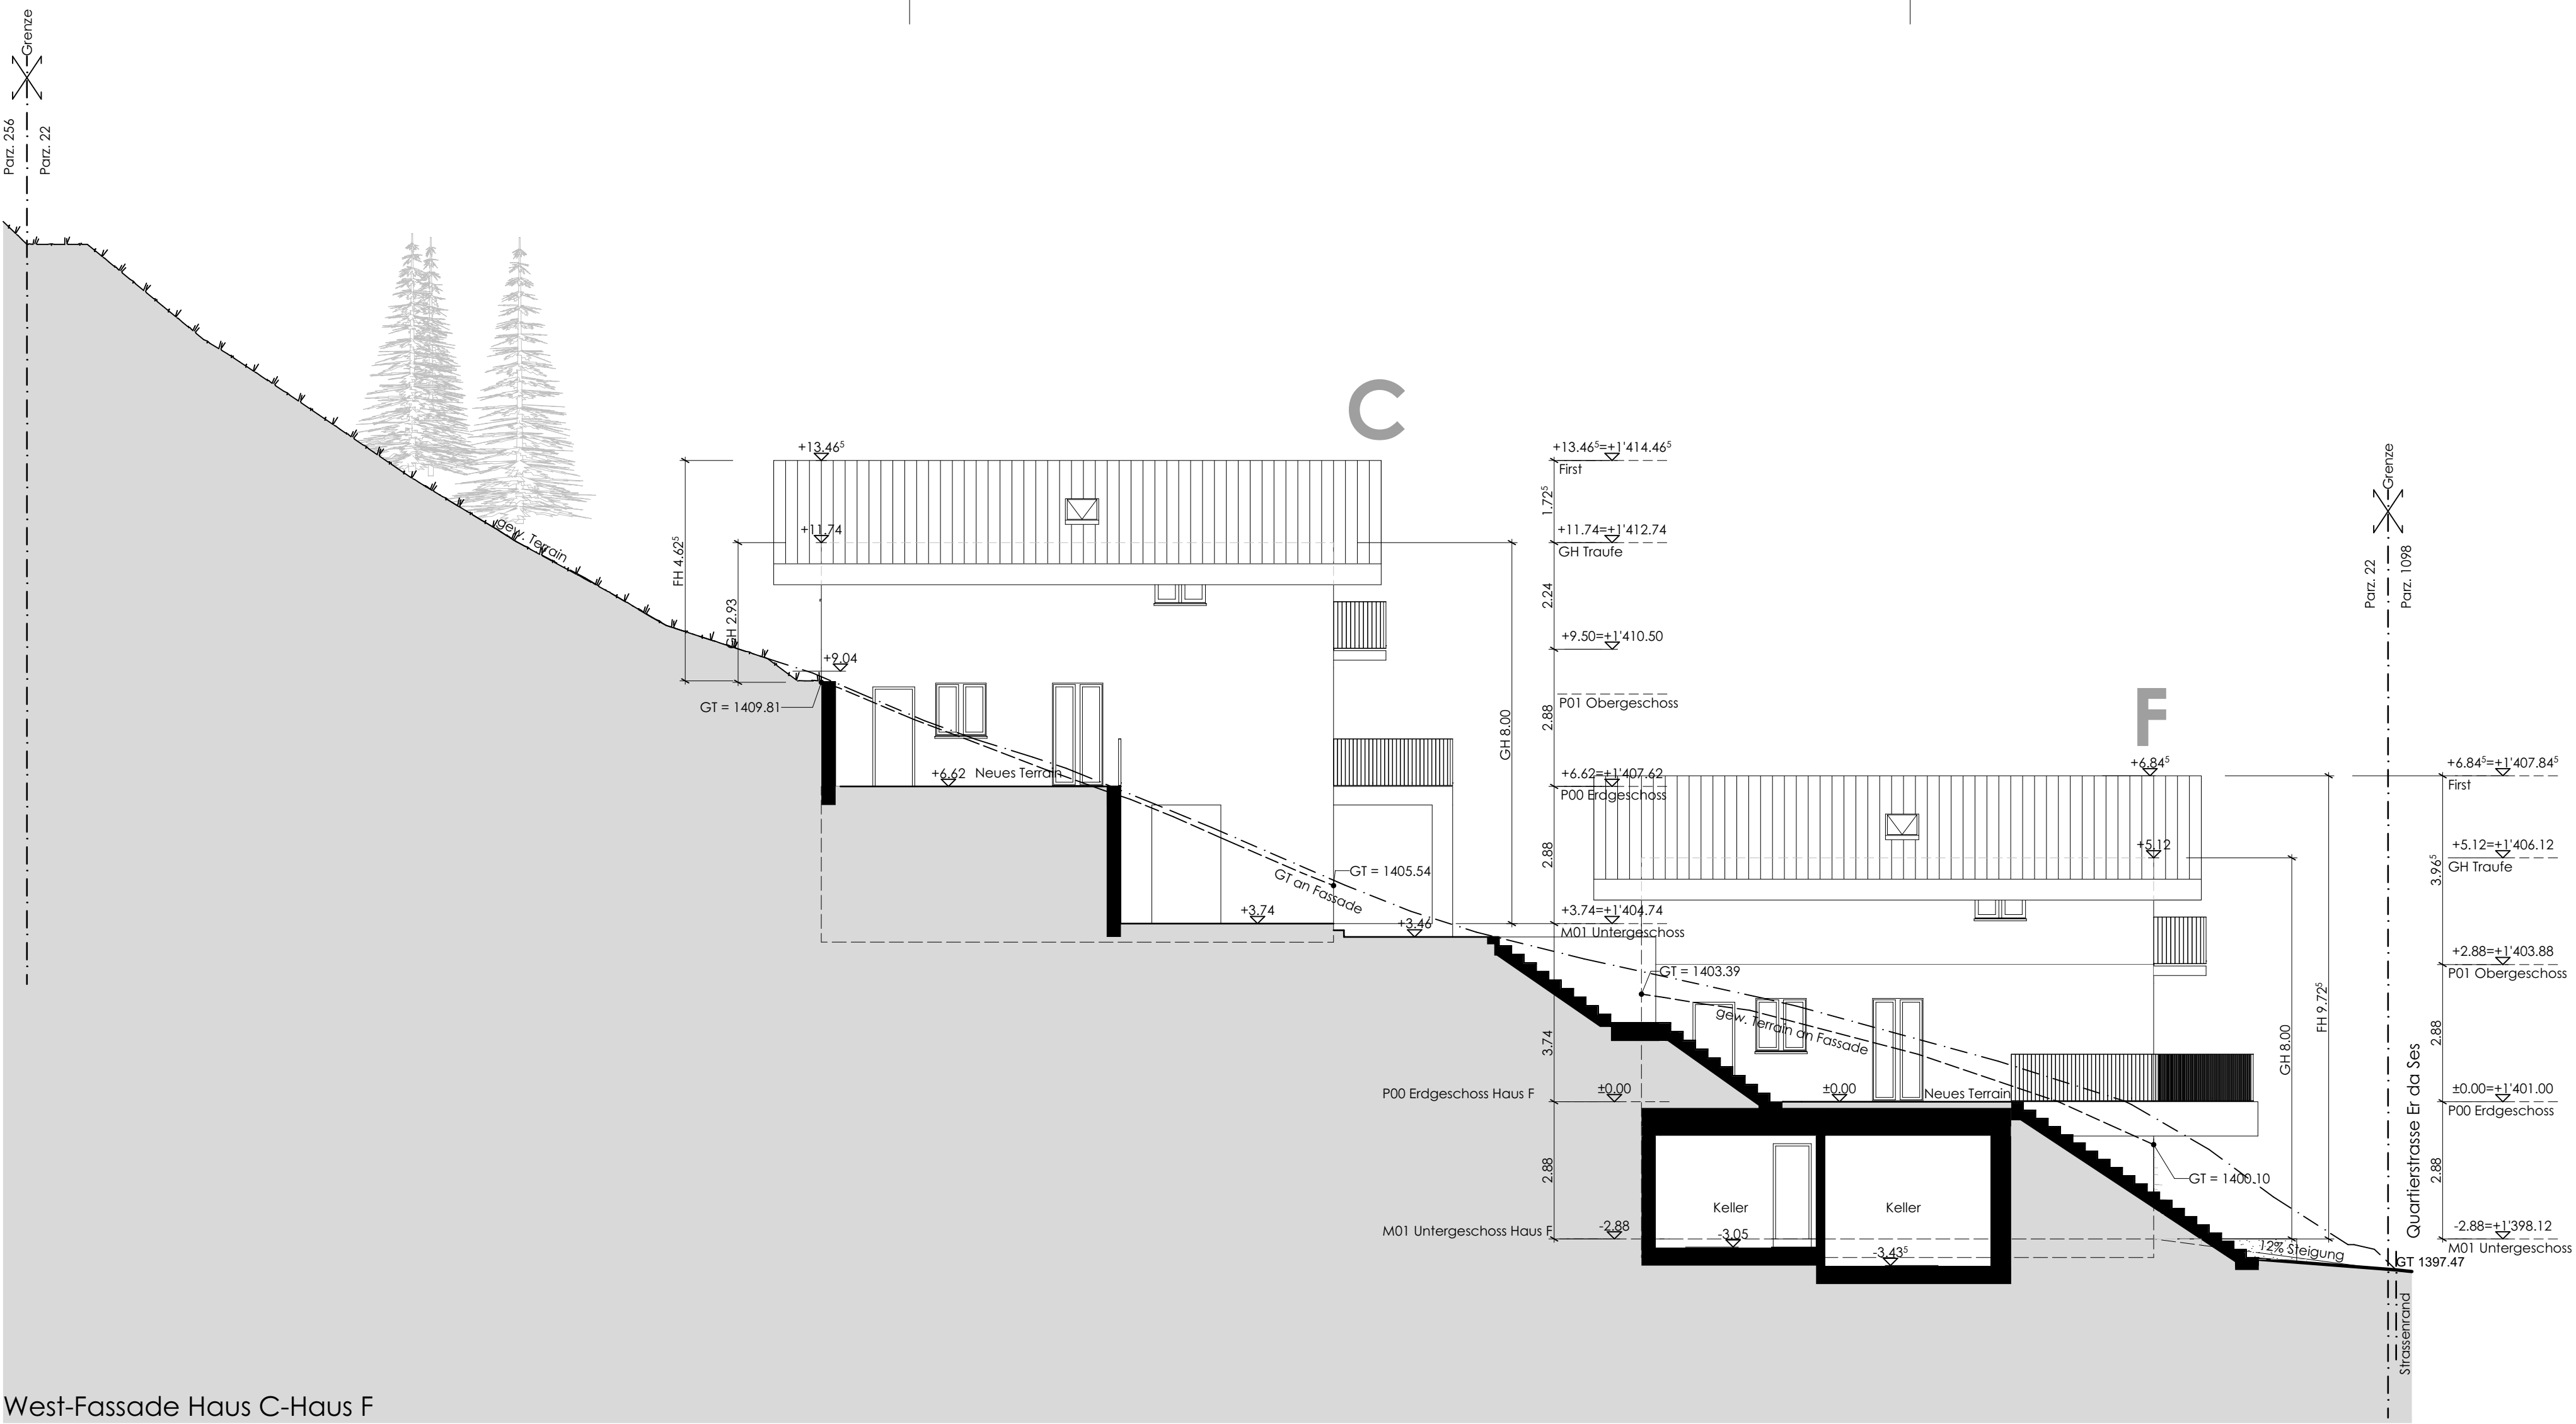 Grenze
Parz. 256
Parz. 22
gew. Terrain
C
+13.46⁵
+11.74
FH 4.62⁵
GH 2.93
+9.04
GT = 1409.81
+6.62
Neues Terrain
GT = 1405.54
GT an Fassade
+3.74
+3.46
GH 8.00
+13.46⁵=+1'414.46⁵
First
1.72⁵
+11.74=+1'412.74
GH Traufe
2.24
+9.50=+1'410.50
P01 Obergeschoss
2.88
+6.62=+1'407.62
P00 Erdgeschoss
2.88
+3.74=+1'404.74
M01 Untergeschoss
3.74
P00 Erdgeschoss Haus F
±0.00
2.88
M01 Untergeschoss Haus F
-2.88
F
+6.84⁵
+5.12
GT = 1403.39
gew. Terrain an Fassade
±0.00
Neues Terrain
Keller
Keller
-3.05
-3.43⁵
GT = 1400.10
12% Steigung
GH 8.00
FH 9.72⁵
Grenze
Parz. 22
Parz. 1098
Quartierstrasse Er da Ses
GT 1397.47
Strassenrand
+6.84⁵=+1'407.84⁵
First
+5.12=+1'406.12
GH Traufe
3.96⁵
+2.88=+1'403.88
P01 Obergeschoss
2.88
±0.00=+1'401.00
P00 Erdgeschoss
2.88
-2.88=+1'398.12
M01 Untergeschoss
West-Fassade Haus C-Haus F